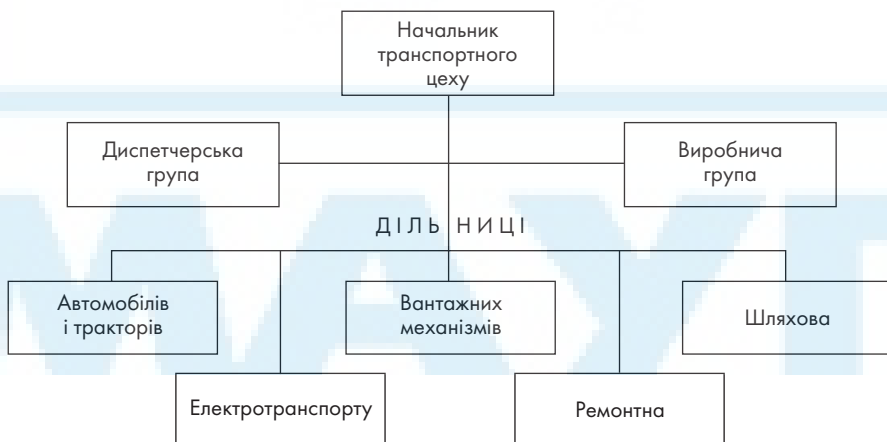 Начальник
транспортного
цеху
Диспетчерська
група
Виробнича
група
ДІЛЬНИЦІ
Автомобілів
і тракторів
Вантажних
механізмів
Шляхова
Електротранспорту
Ремонтна